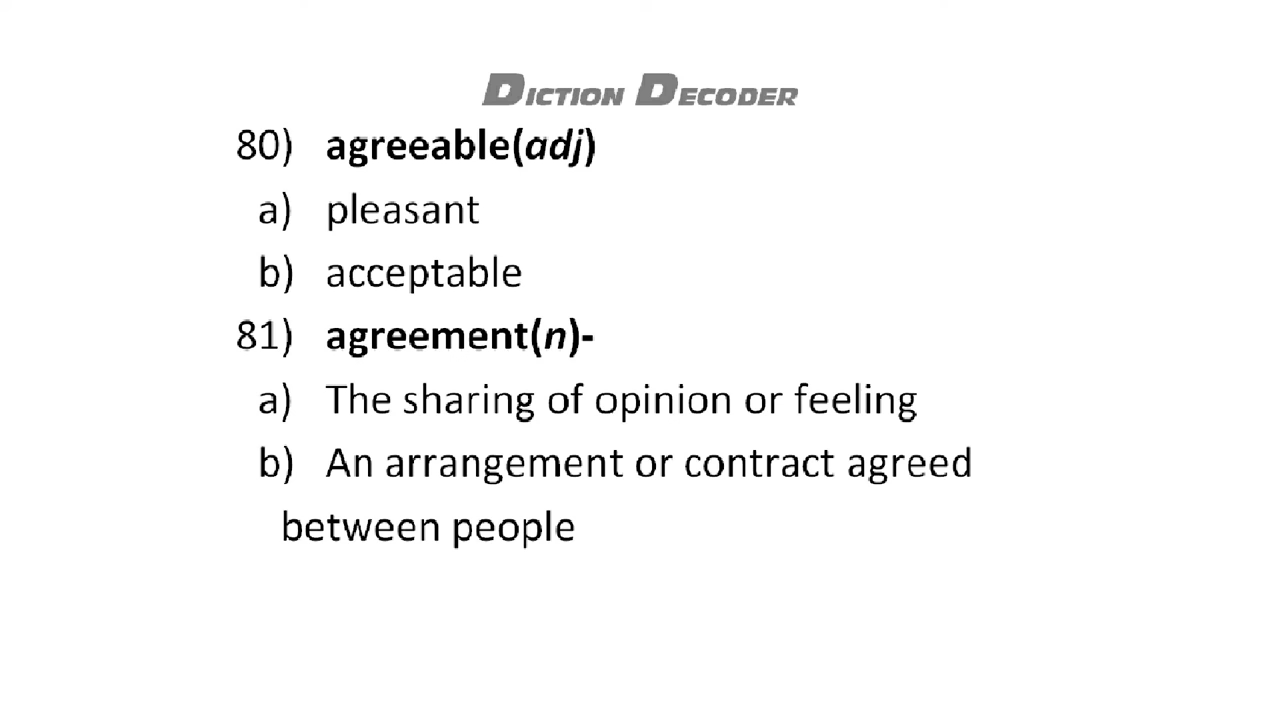 DICTION DECODER
80) agreeable(adj)
a) pleasant
b) acceptable
81) agreement(n)-
a) The sharing of opinion or feeling
b) An arrangement or contract agreed
between people